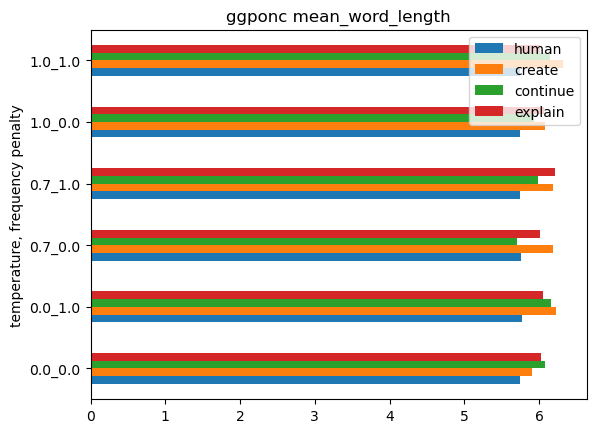 ggponc mean_word_length
human
create
continue
explain
temperature, frequency penalty
1.0_1.0
1.0_0.0
0.7_1.0
0.7_0.0
0.0_1.0
0.0_0.0
0 1 2 3 4 5 6